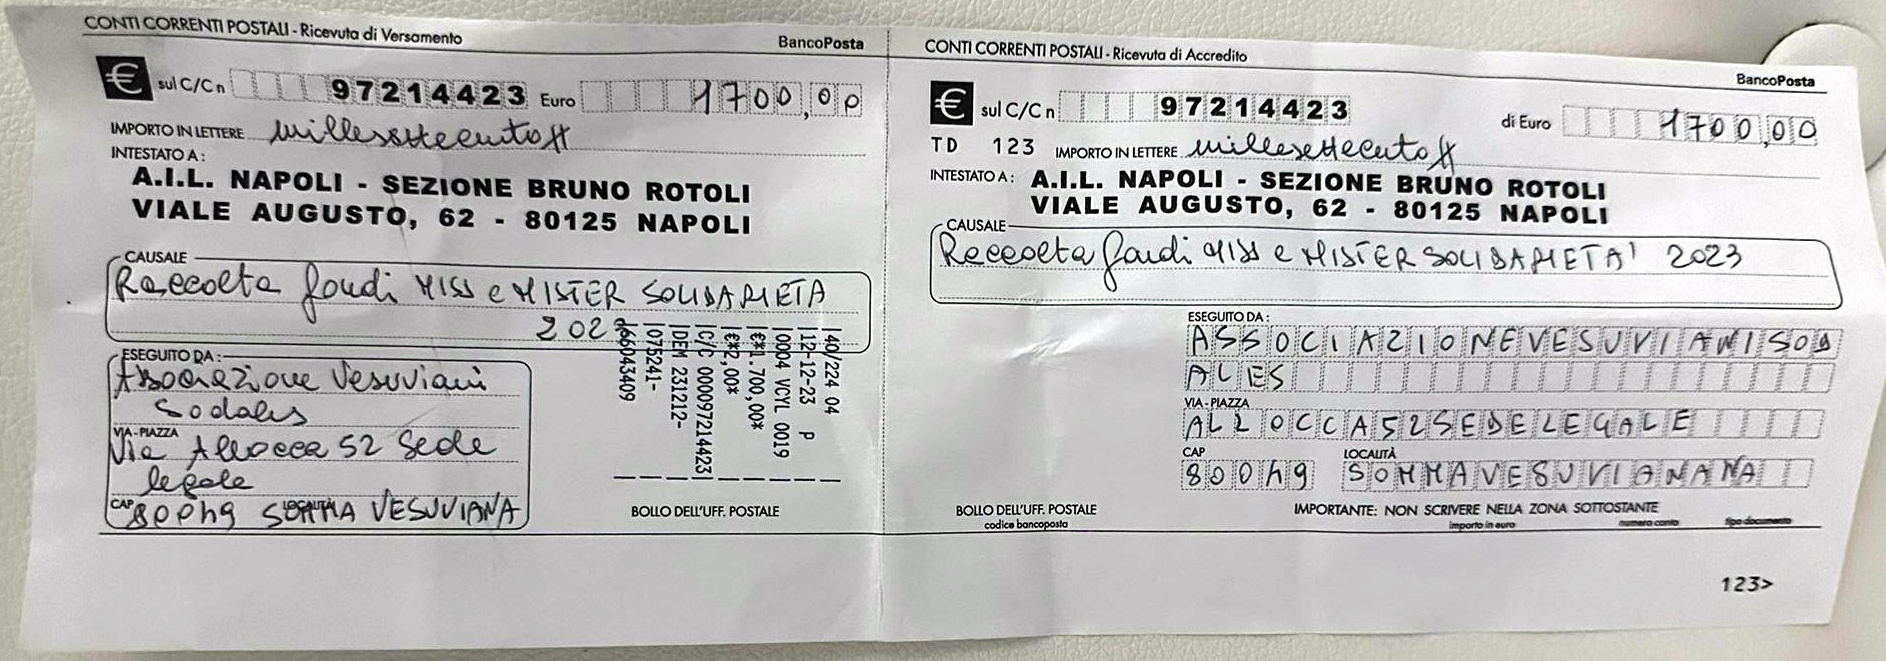 CONTI CORRENTI POSTALI - Ricevuta di Versamento
BancoPosta
€ sul C/C n 97214423 Euro 1700,00
IMPORTO IN LETTERE millesettecento//
INTESTATO A:
A.I.L. NAPOLI - SEZIONE BRUNO ROTOLI
VIALE AUGUSTO, 62 - 80125 NAPOLI
CAUSALE
Raccolta fondi MISS e MISTER SOLIDARIETA
2023
ESEGUITO DA:
Associazione Vesuviani
Sodales
VIA - PIAZZA
Via Allocca 52 Sede
legale
CAP LOCALITÀ
80049 SOMMA VESUVIANA
40/224 04
12-12-23 P
0004 VCYL 0019
€*1.700,00*
€*2,00*
C/C 000097214423
DEM 231212-
075241-
66043409
BOLLO DELL'UFF. POSTALE
CONTI CORRENTI POSTALI - Ricevuta di Accredito
BancoPosta
€ sul C/C n 97214423 di Euro 1700,00
TD 123 IMPORTO IN LETTERE millesettecento//
INTESTATO A: A.I.L. NAPOLI - SEZIONE BRUNO ROTOLI
VIALE AUGUSTO, 62 - 80125 NAPOLI
CAUSALE
Raccolta fondi MISS e MISTER SOLIDARIETA' 2023
ESEGUITO DA:
ASSOCIAZIONEVESUVIANISOD
ALES
VIA - PIAZZA
ALLOCCA52SEDELEGALE
CAP LOCALITÀ
80049 SOMMAVESUVIANANA
BOLLO DELL'UFF. POSTALE
codice bancoposta
IMPORTANTE: NON SCRIVERE NELLA ZONA SOTTOSTANTE
importo in euro numero conto tipo documento
123>